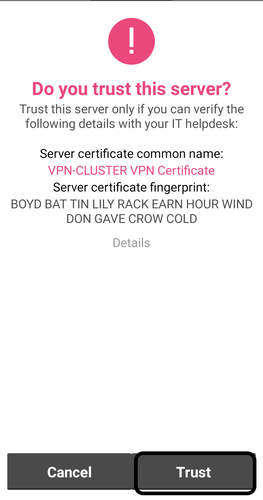 !
Do you trust this server?
Trust this server only if you can verify the
following details with your IT helpdesk:
Server certificate common name:
VPN-CLUSTER VPN Certificate
Server certificate fingerprint:
BOYD BAT TIN LILY RACK EARN HOUR WIND
DON GAVE CROW COLD
Details
Cancel
Trust